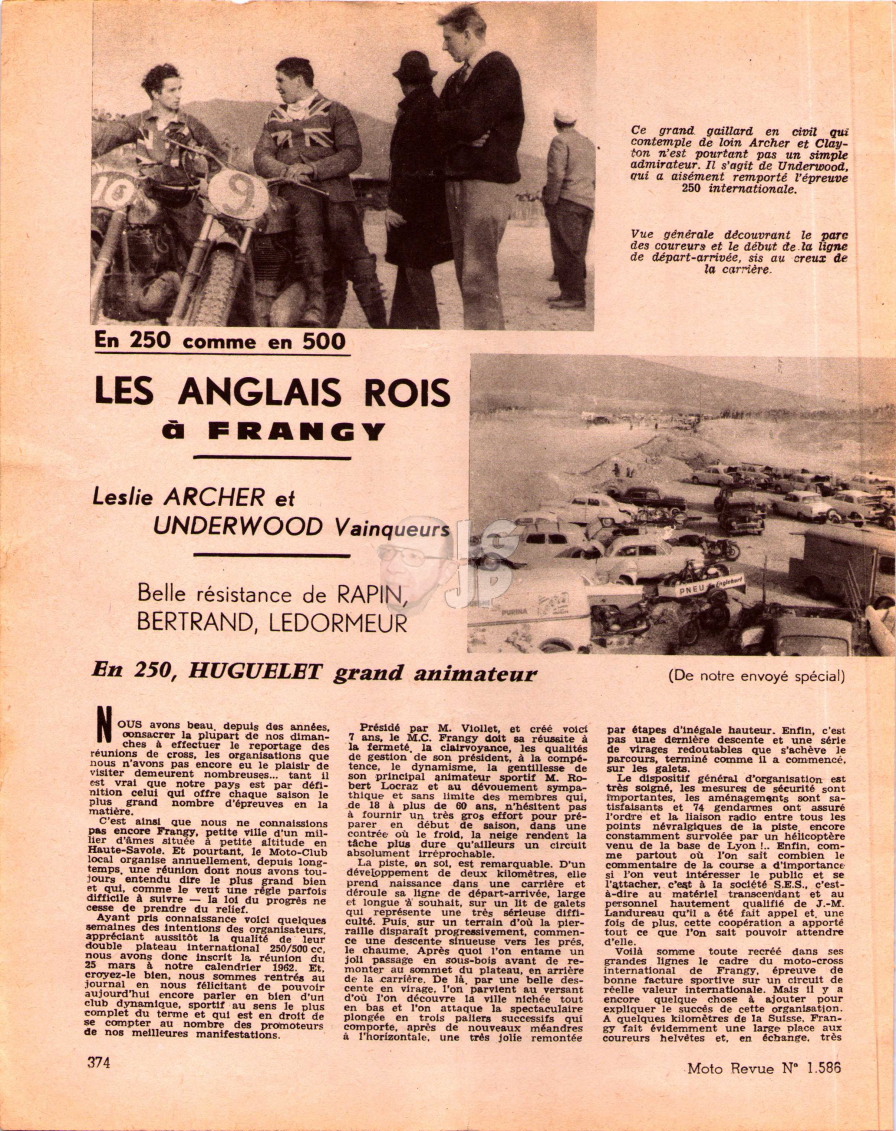 10
9
Ce grand gaillard en civil qui
contemple de loin Archer et Clay-
ton n'est pourtant pas un simple
admirateur. Il s'agit de Underwood,
qui a aisément remporté l'épreuve
250 internationale.
Vue générale découvrant le parc
des coureurs et le début de la ligne
de départ-arrivée, sis au creux de
la carrière.
En 250 comme en 500
LES ANGLAIS ROIS
à FRANGY
Leslie ARCHER et
UNDERWOOD Vainqueurs
LG
JP
PURINA
PNEU Englebert
Belle résistance de RAPIN,
BERTRAND, LEDORMEUR
En 250, HUGUELET grand animateur
(De notre envoyé spécial)
NOUS avons beau, depuis des années,
consacrer la plupart de nos diman-
ches à effectuer le reportage des
réunions de cross, les organisations que
nous n'avons pas encore eu le plaisir de
visiter demeurent nombreuses... tant il
est vrai que notre pays est par défi-
nition celui qui offre chaque saison le
plus grand nombre d'épreuves en la
matière.
C'est ainsi que nous ne connaissions
pas encore Frangy, petite ville d'un mil-
lier d'âmes située à petite altitude en
Haute-Savoie. Et pourtant, le Moto-Club
local organise annuellement, depuis long-
temps, une réunion dont nous avons tou-
jours entendu dire le plus grand bien
et qui, comme le veut une règle parfois
difficile à suivre — la loi du progrès ne
cesse de prendre du relief.
Ayant pris connaissance voici quelques
semaines des intentions des organisateurs,
appréciant aussitôt la qualité de leur
double plateau international 250/500 cc,
nous avons donc inscrit la réunion du
25 mars à notre calendrier 1962. Et,
croyez-le bien, nous sommes rentrés au
journal en nous félicitant de pouvoir
aujourd'hui encore parler en bien d'un
club dynamique, sportif au sens le plus
complet du terme et qui est en droit de
se compter au nombre des promoteurs
de nos meilleures manifestations.
Présidé par M. Viollet, et créé voici
7 ans, le M.C. Frangy doit sa réussite à
la fermeté, la clairvoyance, les qualités
de gestion de son président, à la compé-
tence, le dynamisme, la gentillesse de
son principal animateur sportif M. Ro-
bert Locraz et au dévouement sympa-
thique et sans limite des membres qui,
de 18 à plus de 60 ans, n'hésitent pas
à fournir un très gros effort pour pré-
parer en début de saison, dans une
contrée où le froid, la neige rendent la
tâche plus dure qu'ailleurs un circuit
absolument irréprochable.
La piste, en sol, est remarquable. D'un
développement de deux kilomètres, elle
prend naissance dans une carrière et
déroule sa ligne de départ-arrivée, large
et longue à souhait, sur un lit de galets
qui représente une très sérieuse diffi-
culté. Puis, sur un terrain d'où la pier-
raille disparaît progressivement, commen-
ce une descente sinueuse vers les prés,
le chaume. Après quoi l'on entame un
joli passage en sous-bois avant de re-
monter au sommet du plateau, en arrière
de la carrière. De là, par une belle des-
cente en virage, l'on parvient au versant
d'où l'on découvre la ville nichée tout
en bas et l'on attaque la spectaculaire
plongée en trois paliers successifs qui
comporte, après de nouveaux méandres
à l'horizontale, une très jolie remontée
par étapes d'inégale hauteur. Enfin, c'est
pas une dernière descente et une série
de virages redoutables que s'achève le
parcours, terminé comme il a commencé,
sur les galets.
Le dispositif général d'organisation est
très soigné, les mesures de sécurité sont
importantes, les aménagements sont sa-
tisfaisants et 74 gendarmes ont assuré
l'ordre et la liaison radio entre tous les
points névralgiques de la piste, encore
constamment survolée par un hélicoptère
venu de la base de Lyon !.. Enfin, com-
me partout où l'on sait combien le
commentaire de la course a d'importance
si l'on veut intéresser le public et se
l'attacher, c'est à la société S.E.S., c'est-
à-dire au matériel transcendant et au
personnel hautement qualifié de J.-M.
Landureau qu'il a été fait appel et, une
fois de plus, cette coopération a apporté
tout ce que l'on sait pouvoir attendre
d'elle.
Voilà somme toute recréé dans ses
grandes lignes le cadre du moto-cross
international de Frangy, épreuve de
bonne facture sportive sur un circuit de
réelle valeur internationale. Mais il y a
encore quelque chose à ajouter pour
expliquer le succès de cette organisation.
A quelques kilomètres de la Suisse, Fran-
gy fait évidemment une large place aux
coureurs helvètes et, en échange, très
374
Moto Revue N° 1.586